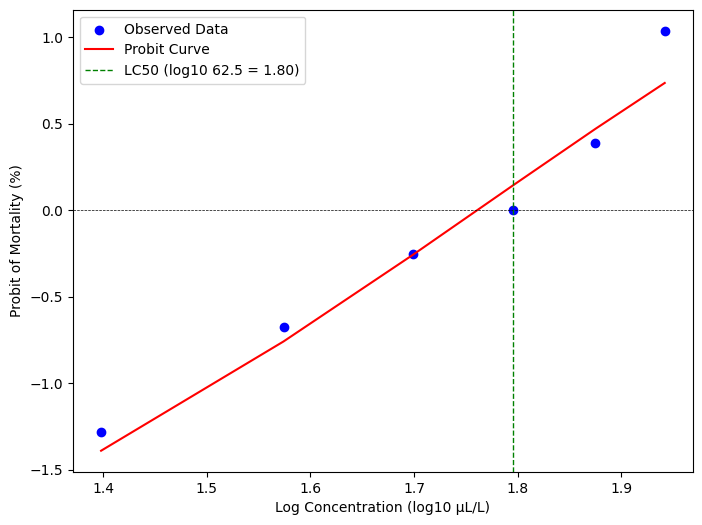 Observed Data
Probit Curve
LC50 (log10 62.5 = 1.80)
1.0
0.5
0.0
−0.5
−1.0
−1.5
Probit of Mortality (%)
1.4 1.5 1.6 1.7 1.8 1.9
Log Concentration (log10 µL/L)